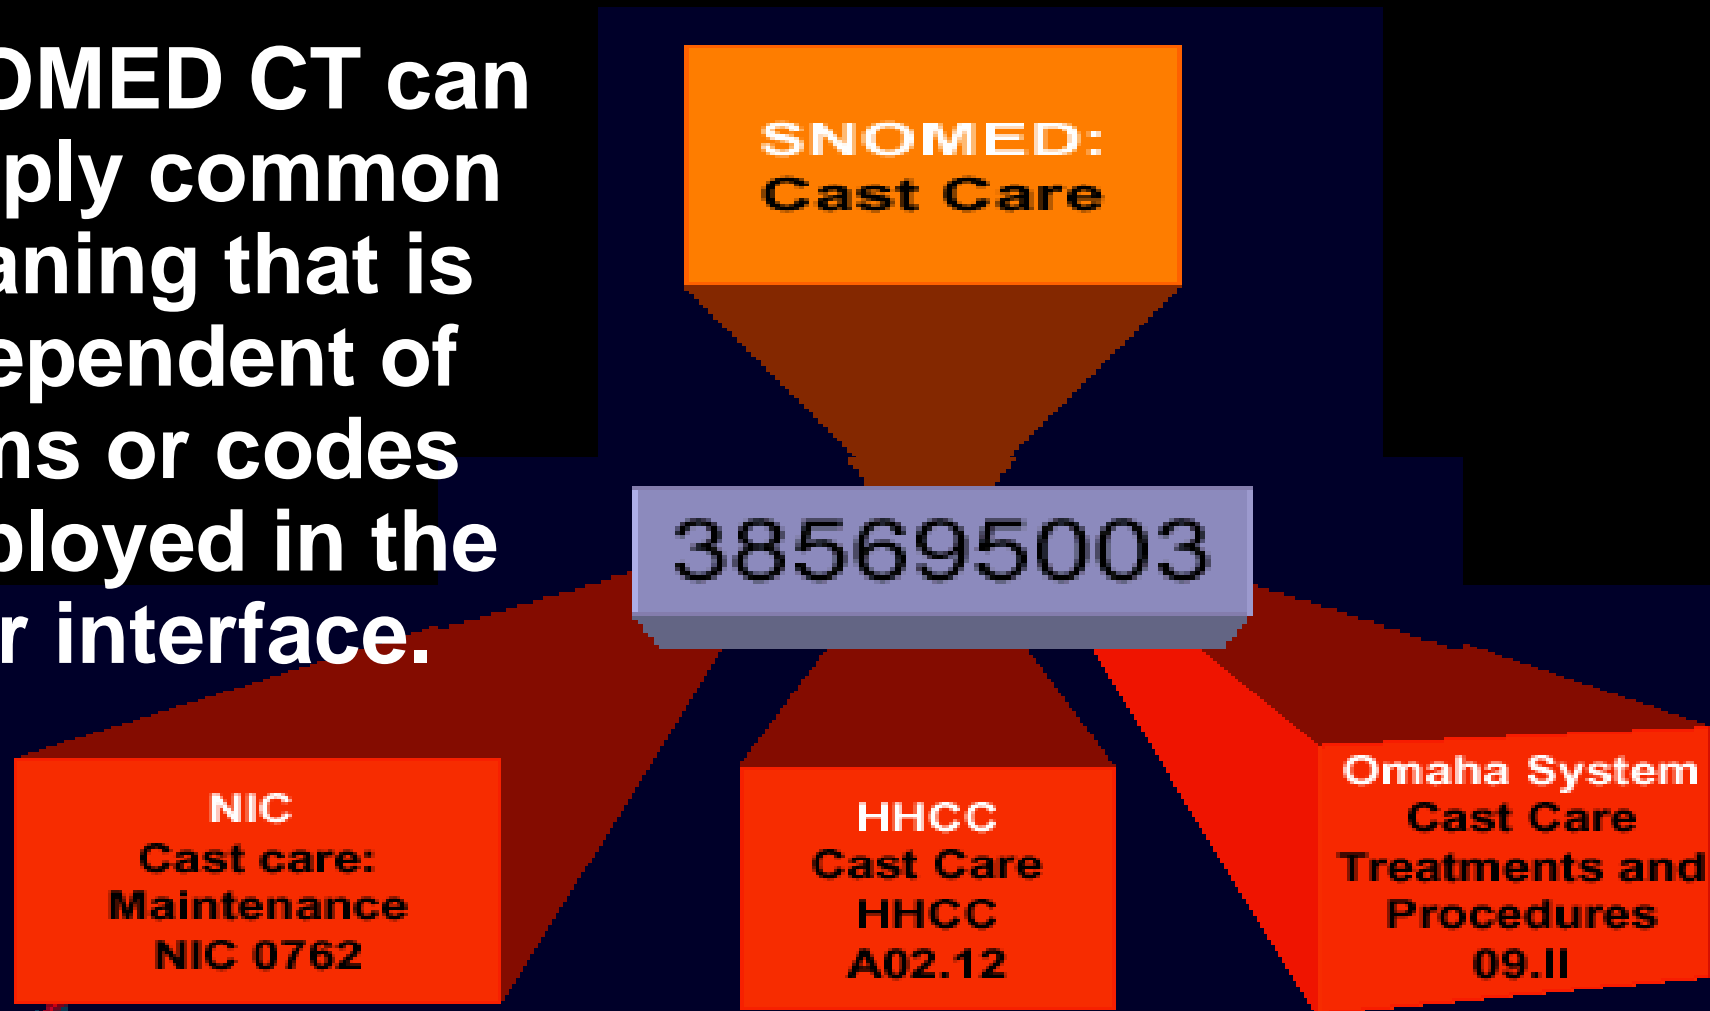 OMED CT can
ply common
aning that is
ependent of
ms or codes
ployed in the
r interface.
SNOMED:
Cast Care
385695003
NIC
Cast care:
Maintenance
NIC 0762
HHCC
Cast Care
HHCC
A02.12
Omaha System
Cast Care
Treatments and
Procedures
09.II